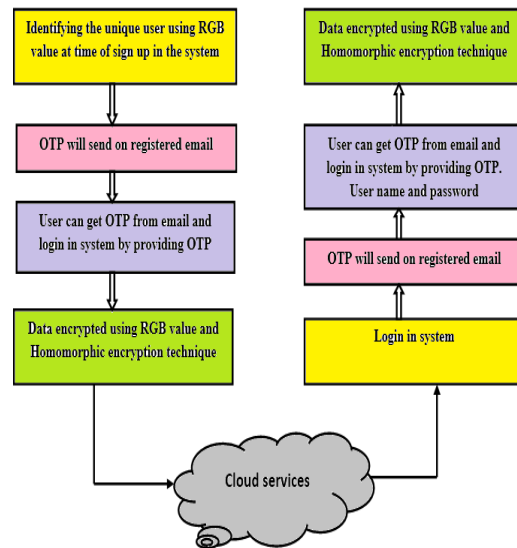 Identifying the unique user using RGB
value at time of sign up in the system
OTP will send on registered email
User can get OTP from email and
login in system by providing OTP
Data encrypted using RGB value and
Homomorphic encryption technique
Cloud services
Login in system
OTP will send on registered email
User can get OTP from email and
login in system by providing OTP.
User name and password
Data encrypted using RGB value and
Homomorphic encryption technique